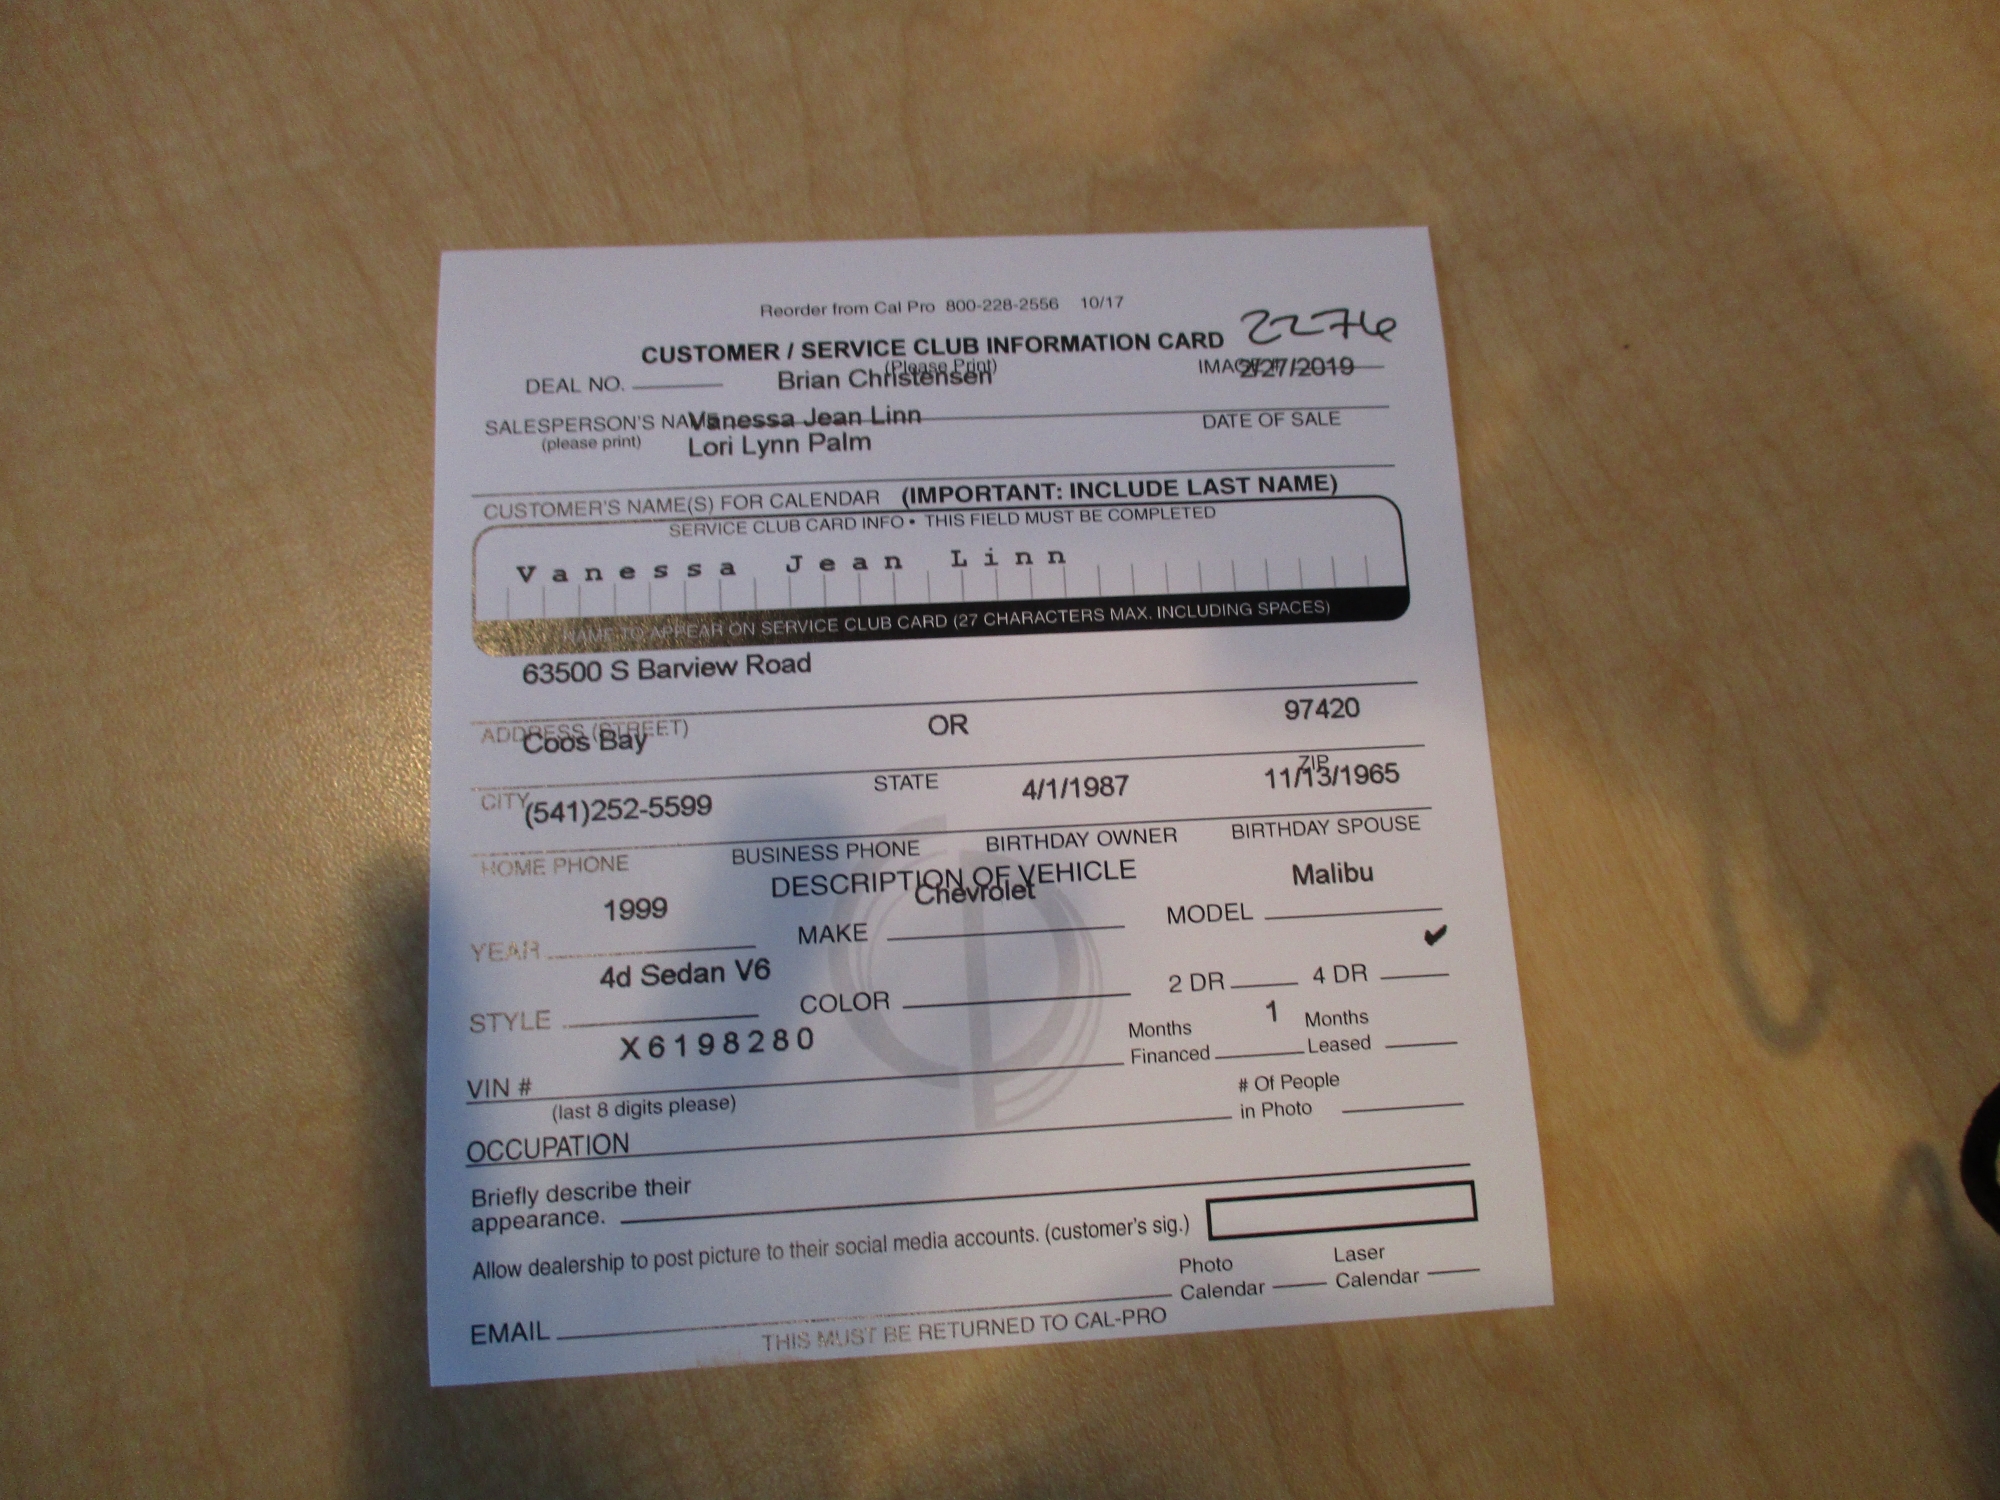 Reorder from Cal Pro 800-228-2556 10/17
CUSTOMER / SERVICE CLUB INFORMATION CARD 2276
(Please Print)
DEAL NO. Brian Christensen 2/27/2019
SALESPERSON'S NAME Vanessa Jean Linn DATE OF SALE
(please print) Lori Lynn Palm
CUSTOMER'S NAME(S) FOR CALENDAR (IMPORTANT: INCLUDE LAST NAME)
SERVICE CLUB CARD INFO • THIS FIELD MUST BE COMPLETED
Vanessa Jean Linn
NAME TO APPEAR ON SERVICE CLUB CARD (27 CHARACTERS MAX. INCLUDING SPACES)
63500 S Barview Road
ADDRESS (STREET)
Coos Bay OR 97420
CITY STATE ZIP
(541)252-5599 4/1/1987 11/13/1965
HOME PHONE BUSINESS PHONE BIRTHDAY OWNER BIRTHDAY SPOUSE
DESCRIPTION OF VEHICLE
1999 Chevrolet Malibu
YEAR MAKE MODEL
4d Sedan V6 ✔
STYLE COLOR 2 DR 4 DR
X6198280 Months 1 Months
VIN # Financed Leased
(last 8 digits please) # Of People
OCCUPATION in Photo
Briefly describe their
appearance.
Allow dealership to post picture to their social media accounts. (customer's sig.)
Photo Laser
EMAIL Calendar Calendar
THIS MUST BE RETURNED TO CAL-PRO